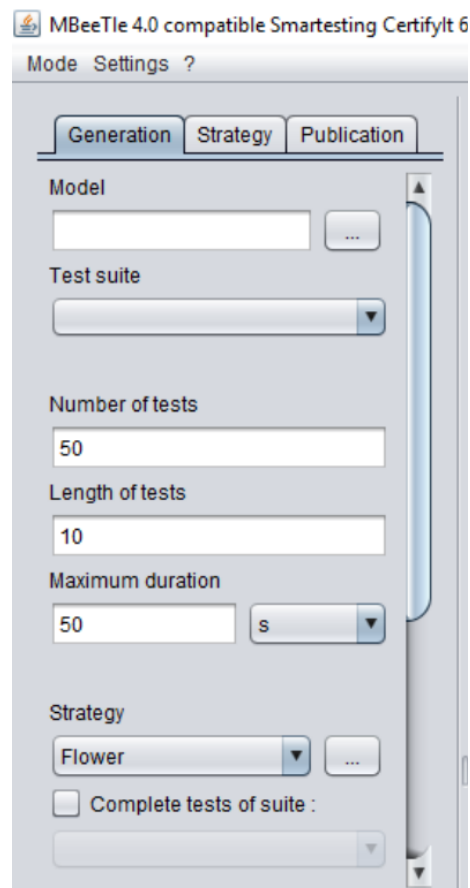 MBeeTle 4.0 compatible Smartesting CertifyIt 6
Mode Settings ?
Generation Strategy Publication
Model
...
Test suite
Number of tests
50
Length of tests
10
Maximum duration
50 s
Strategy
Flower ...
Complete tests of suite :